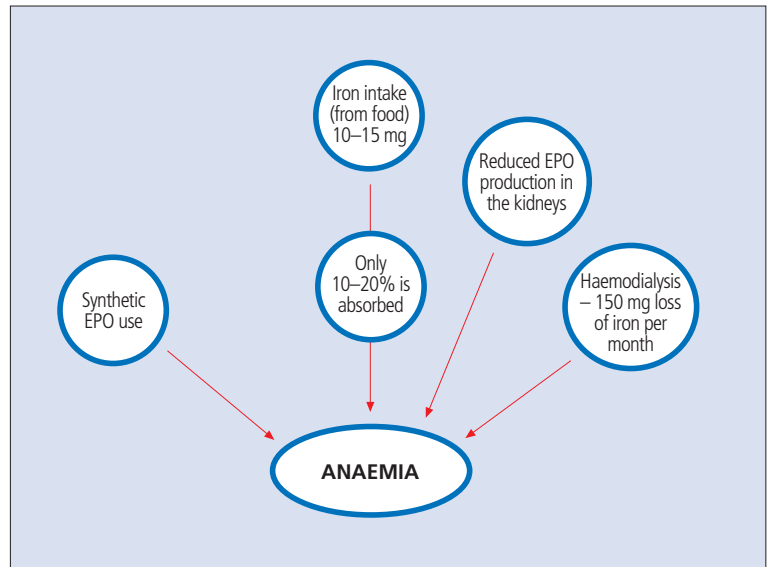 Iron intake
(from food)
10–15 mg
Reduced EPO
production in
the kidneys
Only
10–20% is
absorbed
Haemodialysis
– 150 mg loss
of iron per
month
Synthetic
EPO use
ANAEMIA